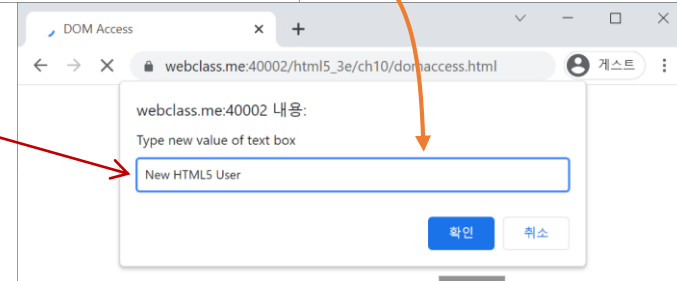 DOM Access
webclass.me:40002/html5_3e/ch10/domaccess.html
게스트
webclass.me:40002 내용:
Type new value of text box
New HTML5 User
확인 취소